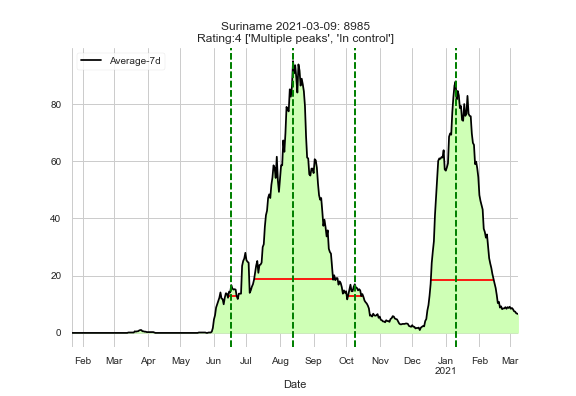 Suriname 2021-03-09: 8985
Rating:4 ['Multiple peaks', 'In control']
Average-7d
80
60
40
20
0
Feb Mar Apr May Jun Jul Aug Sep Oct Nov Dec Jan Feb Mar
2021
Date